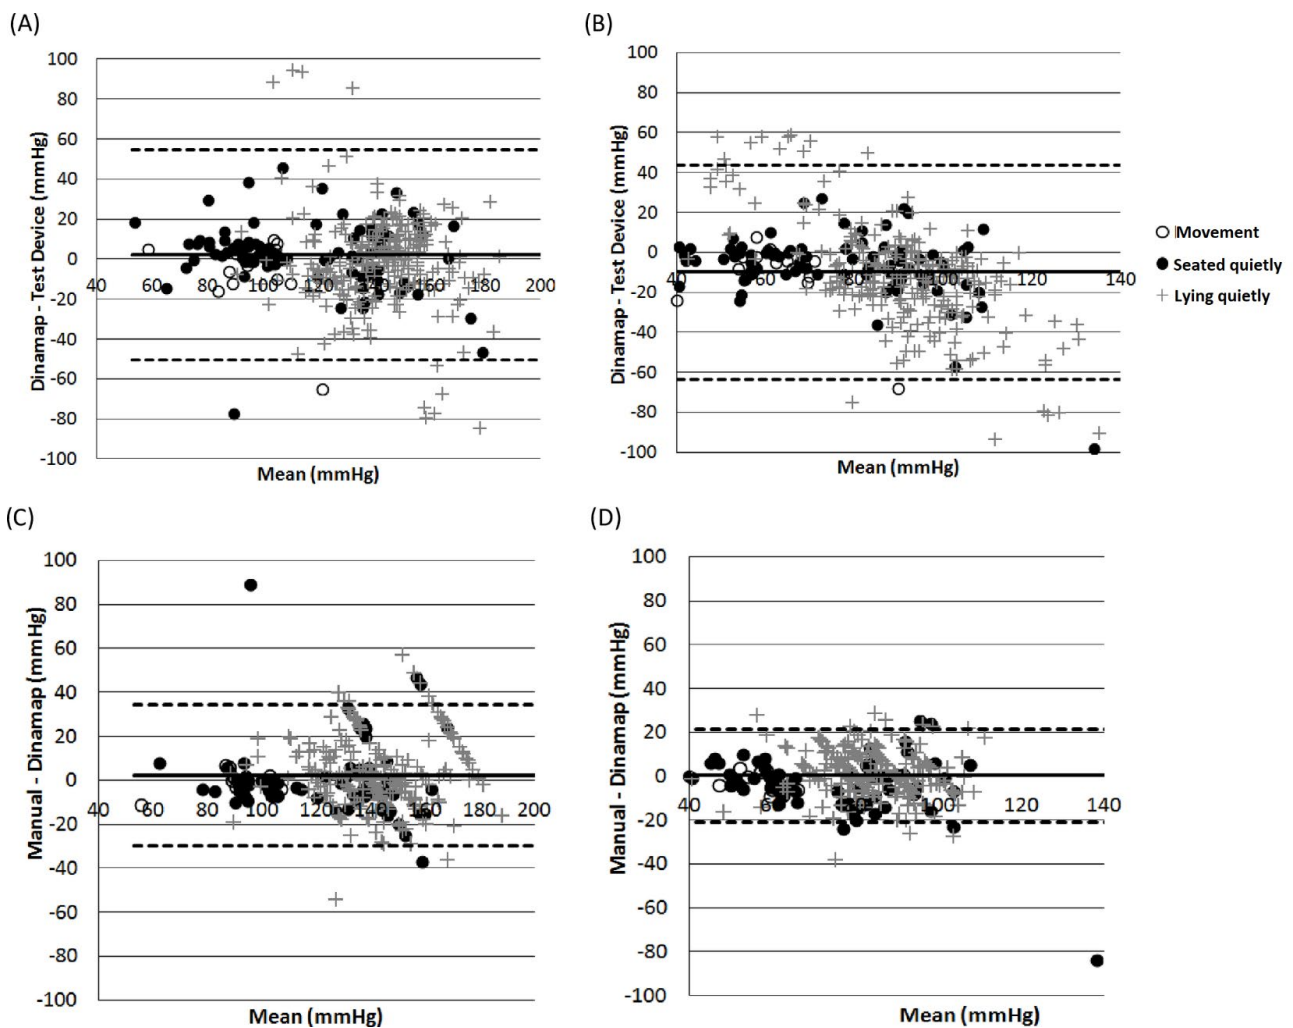 (A)
Dinamap - Test Device (mmHg)
100
80
60
40
20
0
-20
-40
-60
-80
-100
40 60 80 100 120 140 160 180 200
Mean (mmHg)
(B)
Dinamap - Test Device (mmHg)
100
80
60
40
20
0
-20
-40
-60
-80
-100
40 60 80 100 120 140
Mean (mmHg)
Movement
Seated quietly
Lying quietly
(C)
Manual - Dinamap (mmHg)
100
80
60
40
20
0
-20
-40
-60
-80
-100
40 60 80 100 120 140 160 180 200
Mean (mmHg)
(D)
Manual - Dinamap (mmHg)
100
80
60
40
20
0
-20
-40
-60
-80
-100
40 60 80 100 120 140
Mean (mmHg)